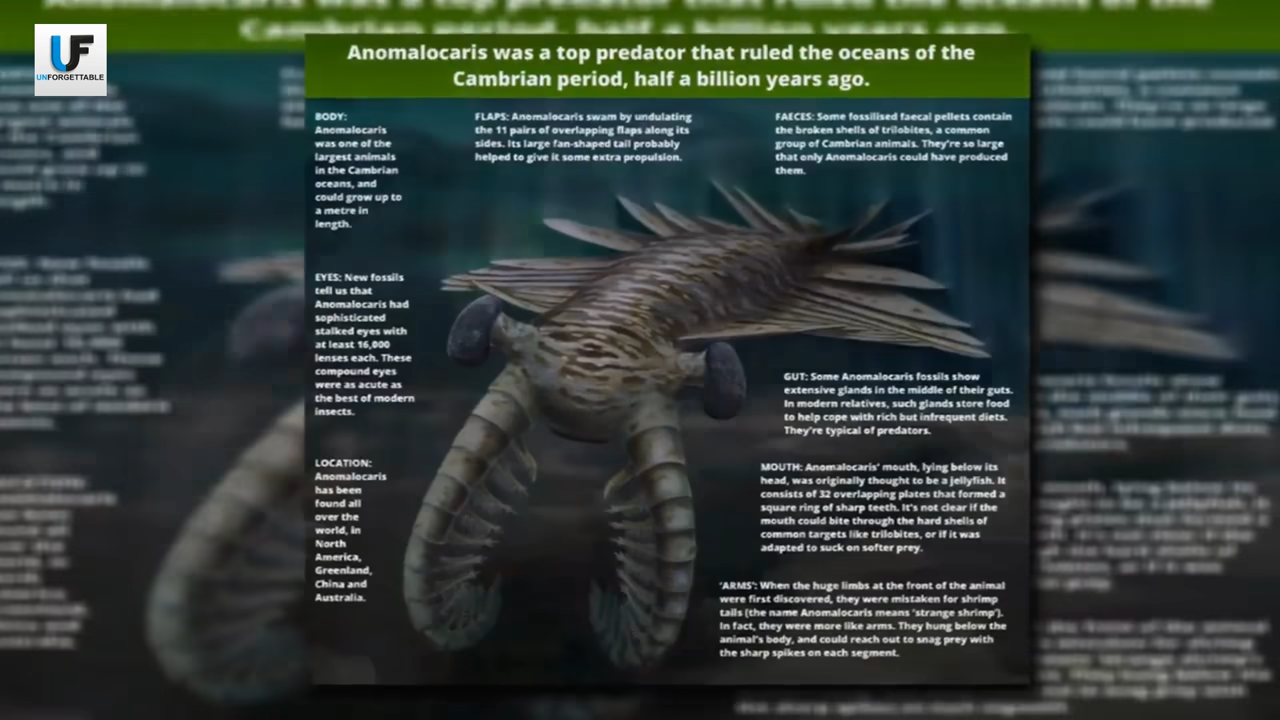 UF
UNFORGETTABLE
Anomalocaris was a top predator that ruled the oceans of the
Cambrian period, half a billion years ago.
BODY:
Anomalocaris
was one of the
largest animals
in the Cambrian
oceans, and
could grow up to
a metre in
length.
FLAPS: Anomalocaris swam by undulating
the 11 pairs of overlapping flaps along its
sides. Its large fan-shaped tail probably
helped to give it some extra propulsion.
FAECES: Some fossilised faecal pellets contain
the broken shells of trilobites, a common
group of Cambrian animals. They're so large
that only Anomalocaris could have produced
them.
EYES: New fossils
tell us that
Anomalocaris had
sophisticated
stalked eyes with
at least 16,000
lenses each. These
compound eyes
were as acute as
the best of modern
insects.
GUT: Some Anomalocaris fossils show
extensive glands in the middle of their guts.
In modern relatives, such glands store food
to help cope with rich but infrequent diets.
They're typical of predators.
LOCATION:
Anomalocaris
has been
found all
over the
world, in
North
America,
Greenland,
China and
Australia.
MOUTH: Anomalocaris' mouth, lying below its
head, was originally thought to be a jellyfish. It
consists of 32 overlapping plates that formed a
square ring of sharp teeth. It's not clear if the
mouth could bite through the hard shells of
common targets like trilobites, or if it was
adapted to suck on softer prey.
'ARMS': When the huge limbs at the front of the animal
were first discovered, they were mistaken for shrimp
tails (the name Anomalocaris means 'strange shrimp').
In fact, they were more like arms. They hung below the
animal's body, and could reach out to snag prey with
the sharp spikes on each segment.